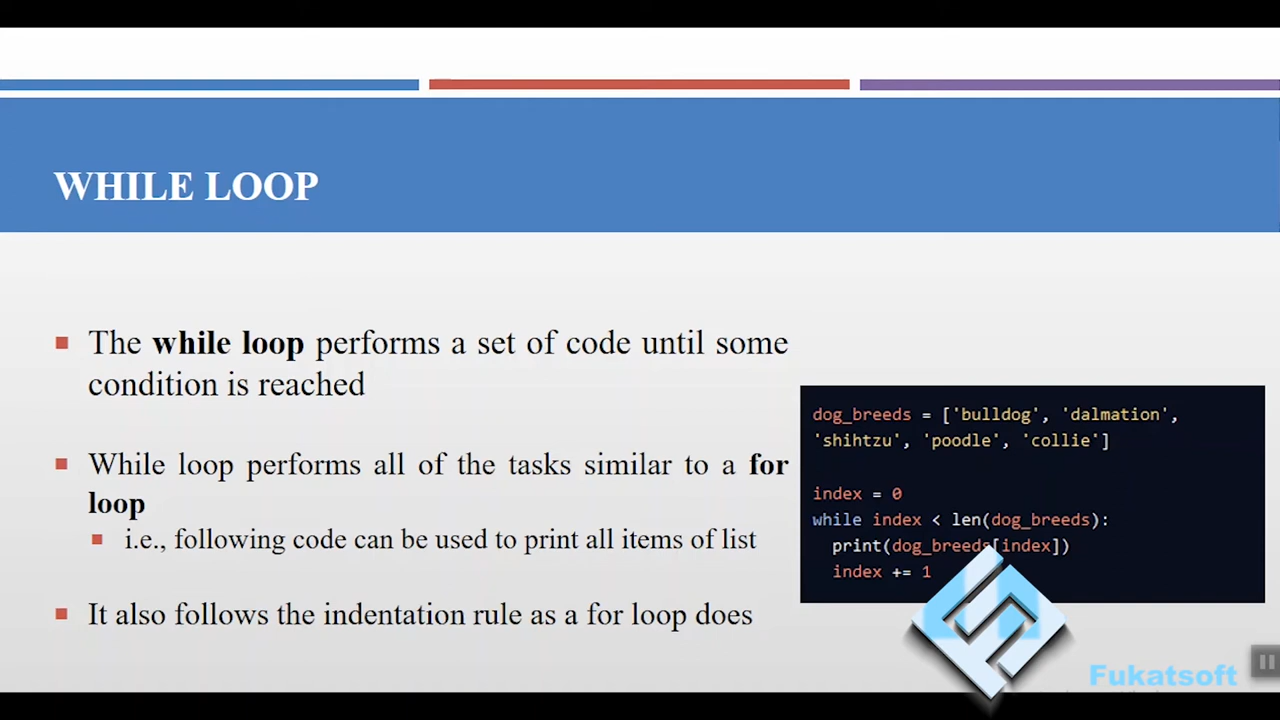 WHILE LOOP
The while loop performs a set of code until some
condition is reached
While loop performs all of the tasks similar to a for
loop
i.e., following code can be used to print all items of list
It also follows the indentation rule as a for loop does
dog_breeds = ['bulldog', 'dalmation',
'shihtzu', 'poodle', 'collie']
index = 0
while index < len(dog_breeds):
print(dog_breeds[index])
index += 1
Fukatsoft